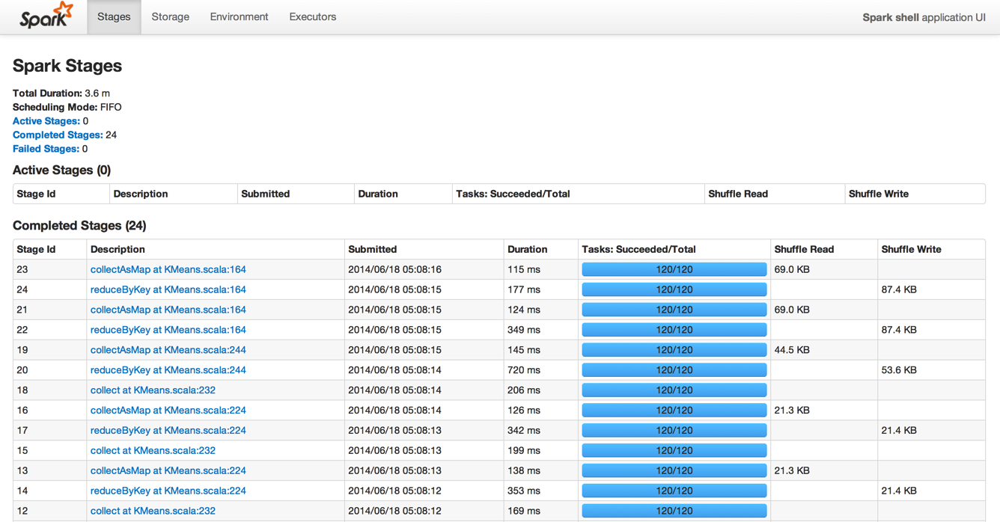 Spark Stages Storage Environment Executors Spark shell application UI
Spark Stages
Total Duration: 3.6 m
Scheduling Mode: FIFO
Active Stages: 0
Completed Stages: 24
Failed Stages: 0
Active Stages (0)
Stage Id Description Submitted Duration Tasks: Succeeded/Total Shuffle Read Shuffle Write
Completed Stages (24)
Stage Id Description Submitted Duration Tasks: Succeeded/Total Shuffle Read Shuffle Write
23 collectAsMap at KMeans.scala:164 2014/06/18 05:08:16 115 ms 120/120 69.0 KB
24 reduceByKey at KMeans.scala:164 2014/06/18 05:08:15 177 ms 120/120 87.4 KB
21 collectAsMap at KMeans.scala:164 2014/06/18 05:08:15 124 ms 120/120 69.0 KB
22 reduceByKey at KMeans.scala:164 2014/06/18 05:08:15 349 ms 120/120 87.4 KB
19 collectAsMap at KMeans.scala:244 2014/06/18 05:08:15 145 ms 120/120 44.5 KB
20 reduceByKey at KMeans.scala:244 2014/06/18 05:08:14 720 ms 120/120 53.6 KB
18 collect at KMeans.scala:232 2014/06/18 05:08:14 206 ms 120/120
16 collectAsMap at KMeans.scala:224 2014/06/18 05:08:14 126 ms 120/120 21.3 KB
17 reduceByKey at KMeans.scala:224 2014/06/18 05:08:13 342 ms 120/120 21.4 KB
15 collect at KMeans.scala:232 2014/06/18 05:08:13 199 ms 120/120
13 collectAsMap at KMeans.scala:224 2014/06/18 05:08:13 138 ms 120/120 21.3 KB
14 reduceByKey at KMeans.scala:224 2014/06/18 05:08:12 353 ms 120/120 21.4 KB
12 collect at KMeans.scala:232 2014/06/18 05:08:12 169 ms 120/120